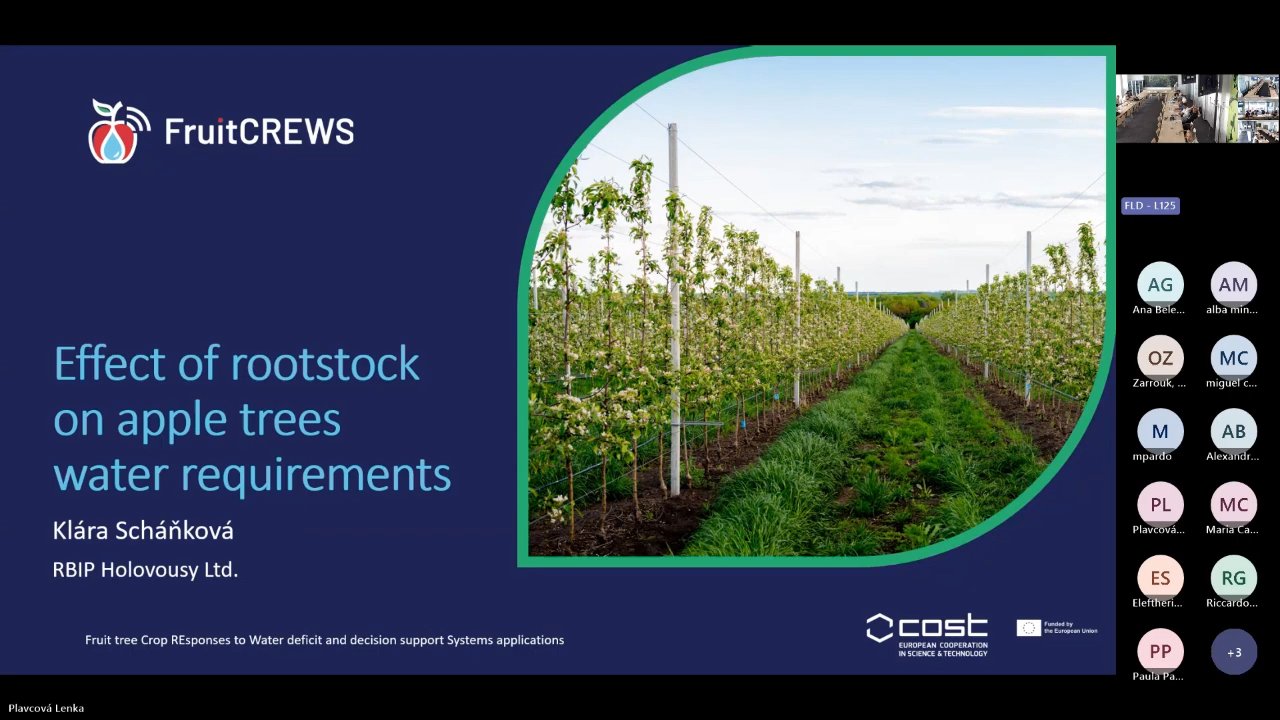 FruitCREWS
Effect of rootstock
on apple trees
water requirements
Klára Scháňková
RBIP Holovousy Ltd.
Fruit tree Crop REsponses to Water deficit and decision support Systems applications
cost
EUROPEAN COOPERATION
IN SCIENCE & TECHNOLOGY
Funded by
the European Union
FLD - L125
AG AM
Ana Bele... alba min...
OZ MC
Zarrouk, ... miguel c...
M AB
mpardo Alexandr...
PL MC
Plavcová... Maria Ca...
ES RG
Eleftheri... Riccardo...
PP +3
Paula Pa...
Plavcová Lenka